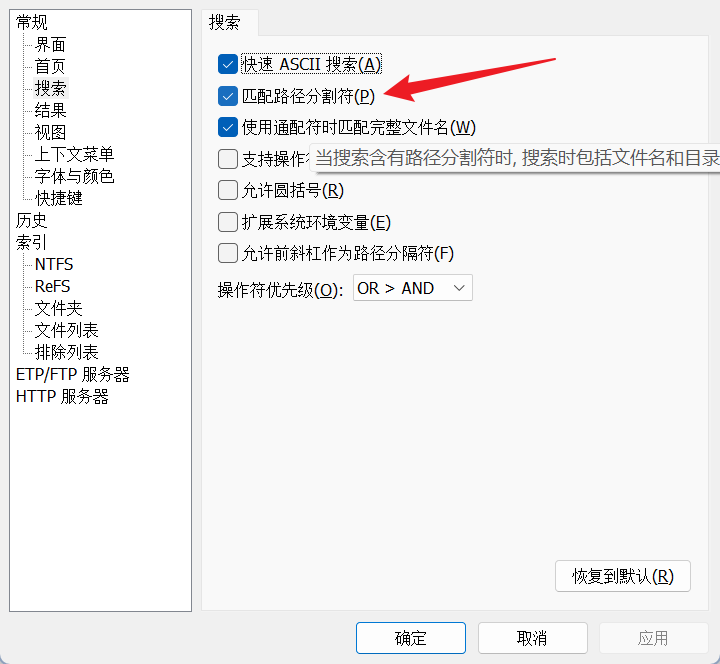 常规
界面
首页
搜索
结果
视图
上下文菜单
字体与颜色
快捷键
历史
索引
NTFS
ReFS
文件夹
文件列表
排除列表
ETP/FTP 服务器
HTTP 服务器
搜索
快速 ASCII 搜索(A)
匹配路径分割符(P)
使用通配符时匹配完整文件名(W)
支持操作
当搜索含有路径分割符时, 搜索时包括文件名和目录
允许圆括号(R)
扩展系统环境变量(E)
允许前斜杠作为路径分隔符(F)
操作符优先级(O): OR > AND
恢复到默认(R)
确定 取消 应用